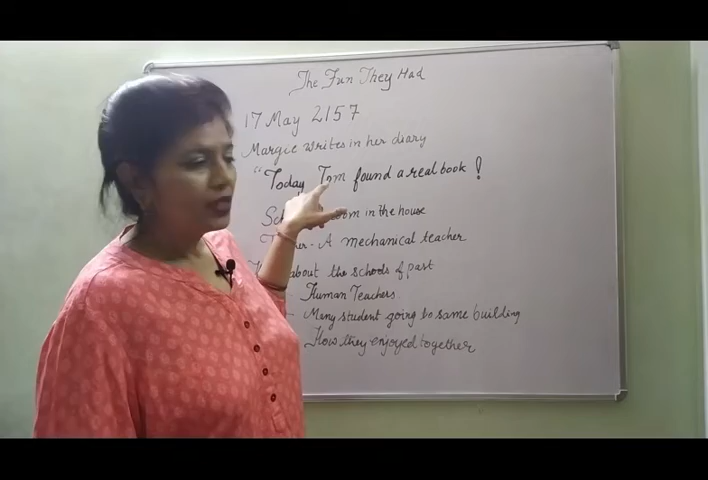 The Fun They Had
17 May 2157
Margie writes in her diary
"Today Tom found a real book!
in the house
- A mechanical teacher
about the schools of past
Human Teachers
- Many student going to same building
How they enjoyed together